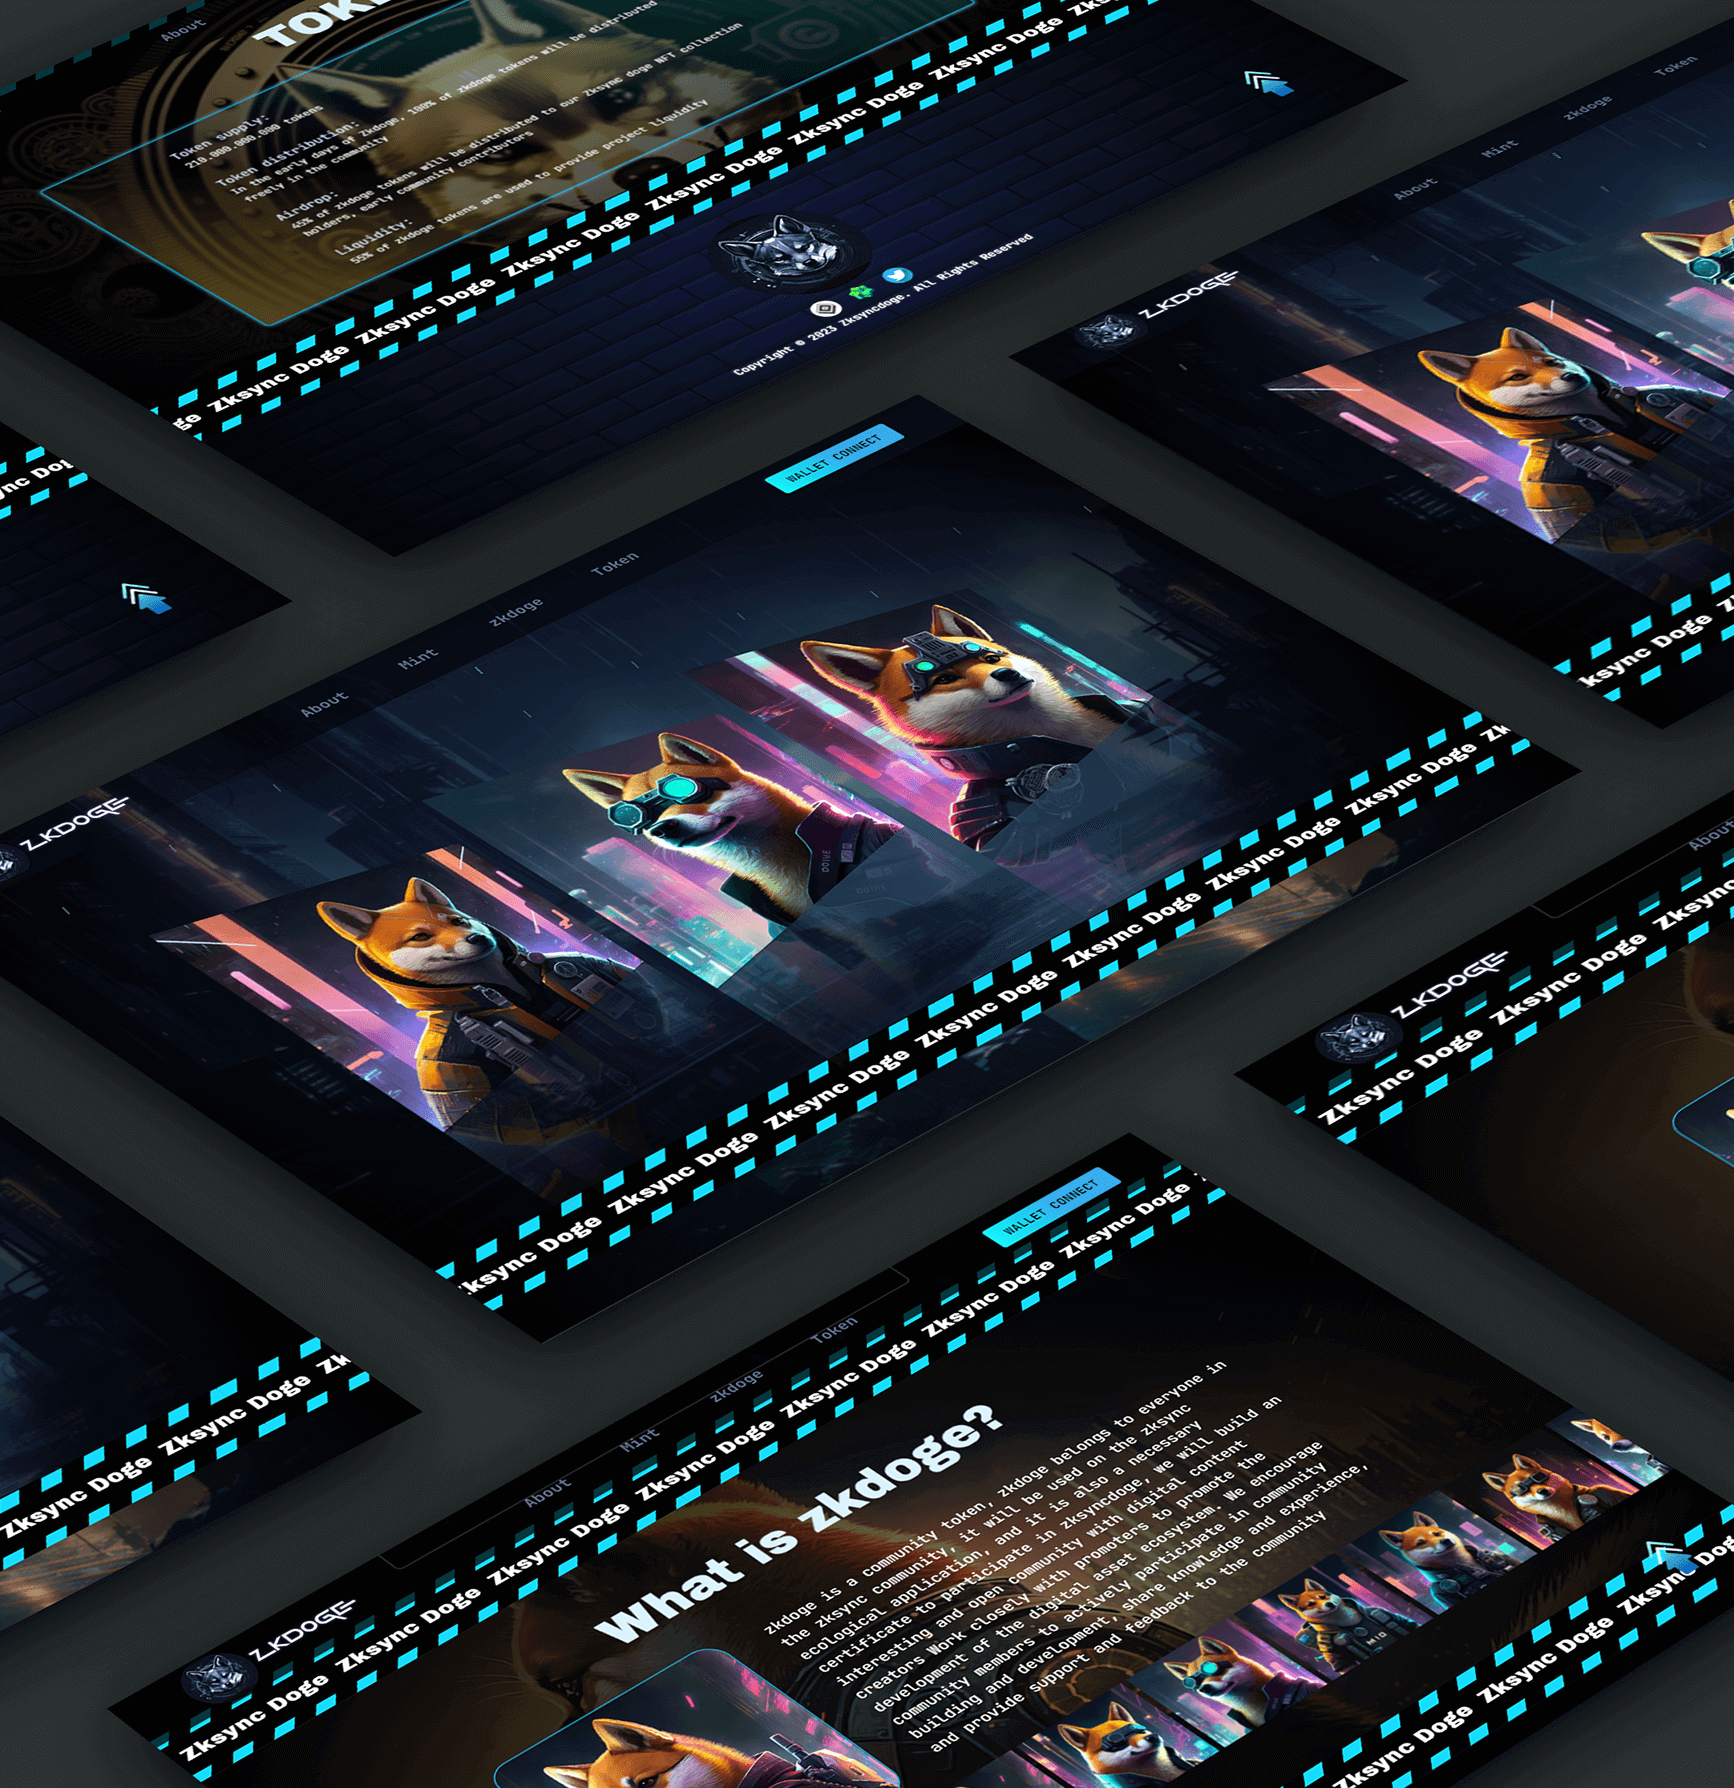 About
TOKE
Token supply:
210.000.000.000 tokens
Token distribution:
In the early days of Zkdoge, 100% of zkdoge tokens will be distributed
freely in the community
Airdrop:
45% of zkdoge tokens will be distributed to our Zksync doge NFT collection
holders, early community contributors
Liquidity:
55% of zkdoge tokens are used to provide project liquidity
ge Zksync Doge Zksync Doge Zksync Doge Zksync Doge Zksync Doge Zksync Doge Zks
Copyright © 2023 Zksyncdoge. All Rights Reserved
nc Dog
ZKDOGE
About
Mint
zkdoge
Token
ksync Doge Z
ZKDOGE
About
Mint
zkdoge
Token
WALLET CONNECT
ksync Doge Zksync Doge Zksync Doge Zksync Doge Zksync Doge Zksync Doge Zksync Doge Zk
ZKDOGE
About
Zksync Doge Zksync Doge Zksync
Zksync Doge Zksync Doge Zk
ZKDOGE
About
Mint
zkdoge
Token
WALLET CONNECT
Zksync Doge Zksync Doge Zksync Doge Zksync Doge Zksync Doge Zksync Doge Zksync Doge
What is zkdoge?
zkdoge is a community token, zkdoge belongs to everyone in
the zksync community, it will be used on the zksync
ecological application, and it is also a necessary
certificate to participate in zksyncdoge, we will build an
interesting and open community with digital content
creators Work closely with promoters to promote the
development of the digital asset ecosystem. We encourage
community members to actively participate in community
building and development, share knowledge and experience,
and provide support and feedback to the community
Zksync Doge Zksync Doge Zksync Dog